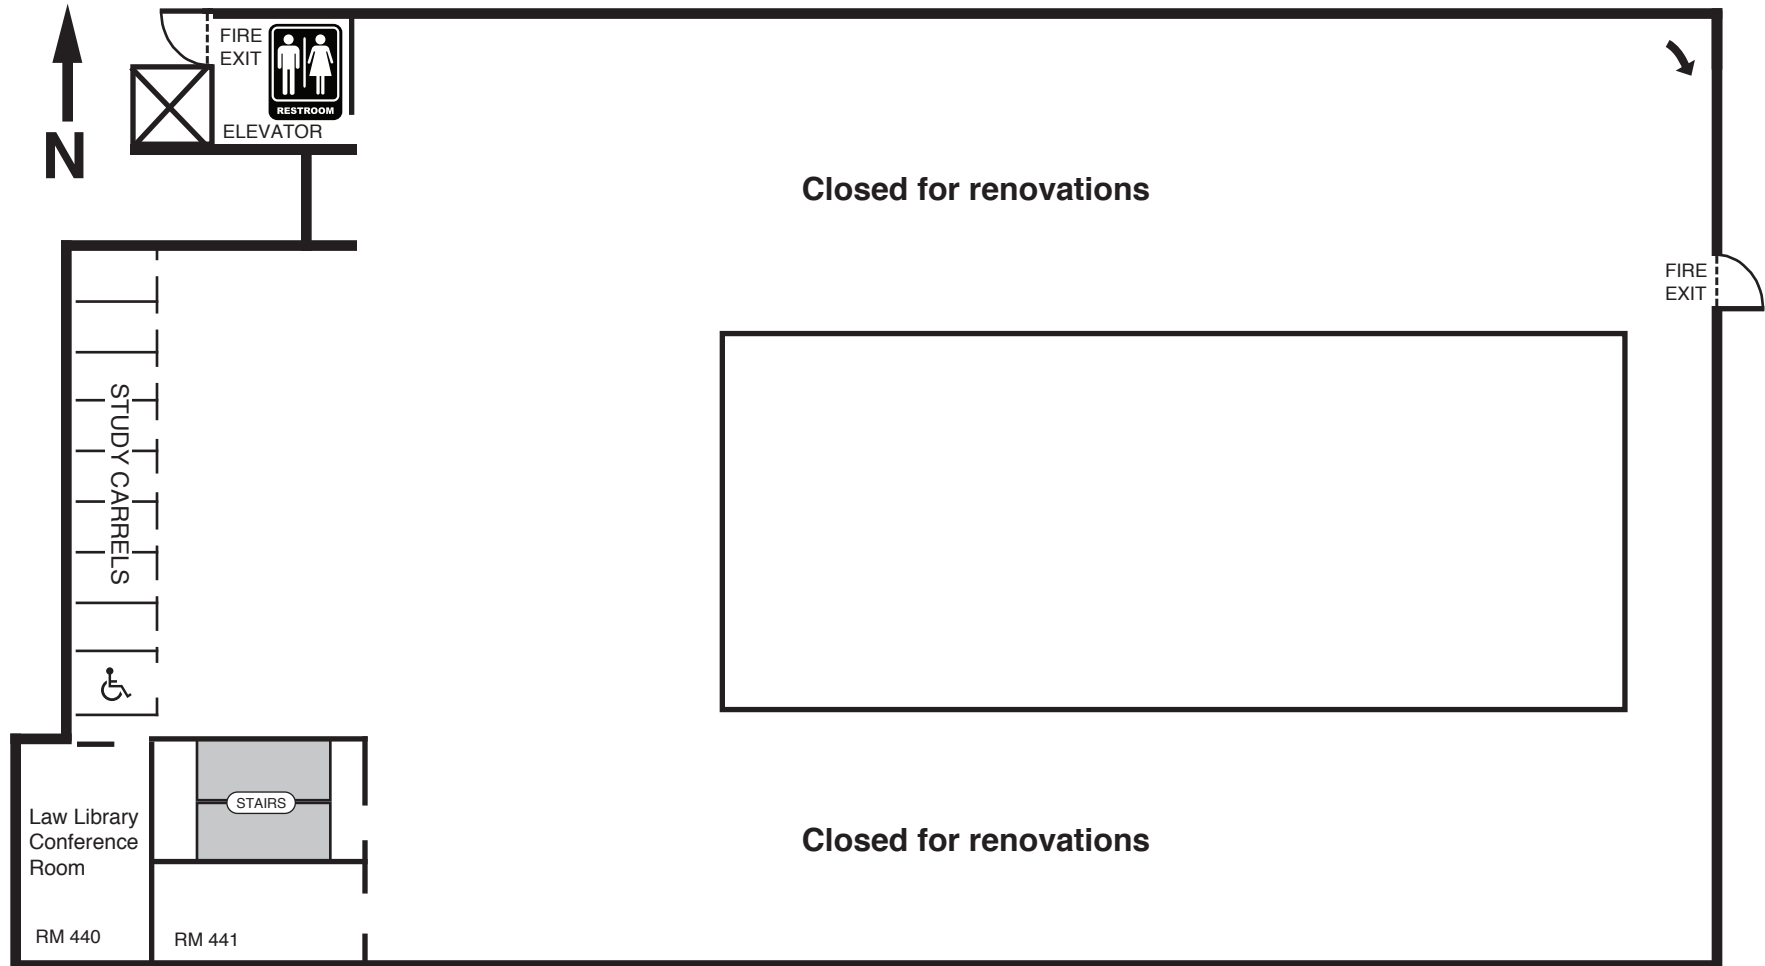 FIRE
EXIT
RESTROOM
ELEVATOR
N
Closed for renovations
FIRE
EXIT
STUDY CARRELS
STAIRS
Law Library
Conference
Room
Closed for renovations
RM 440
RM 441